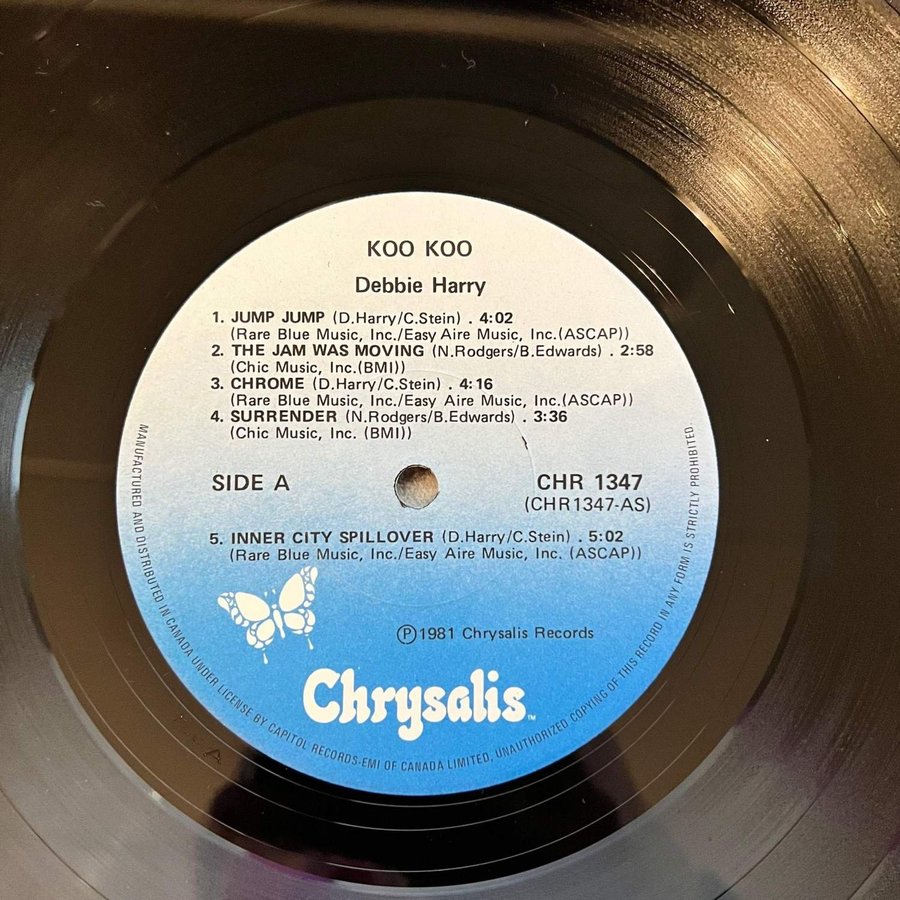 KOO KOO
Debbie Harry
1. JUMP JUMP (D.Harry/C.Stein) . 4:02
(Rare Blue Music, Inc./Easy Aire Music, Inc.(ASCAP))
2. THE JAM WAS MOVING (N.Rodgers/B.Edwards) . 2:58
(Chic Music, Inc.(BMI))
3. CHROME (D.Harry/C.Stein) . 4:16
(Rare Blue Music, Inc./Easy Aire Music, Inc.(ASCAP))
4. SURRENDER (N.Rodgers/B.Edwards) . 3:36
(Chic Music, Inc. (BMI))
SIDE A
CHR 1347
(CHR1347-AS)
5. INNER CITY SPILLOVER (D.Harry/C.Stein) . 5:02
(Rare Blue Music, Inc./Easy Aire Music, Inc. (ASCAP))
℗1981 Chrysalis Records
Chrysalis™
MANUFACTURED AND DISTRIBUTED IN CANADA UNDER LICENSE BY CAPITOL RECORDS-EMI OF CANADA LIMITED, UNAUTHORIZED COPYING OF THIS RECORD IN ANY FORM IS STRICTLY PROHIBITED.